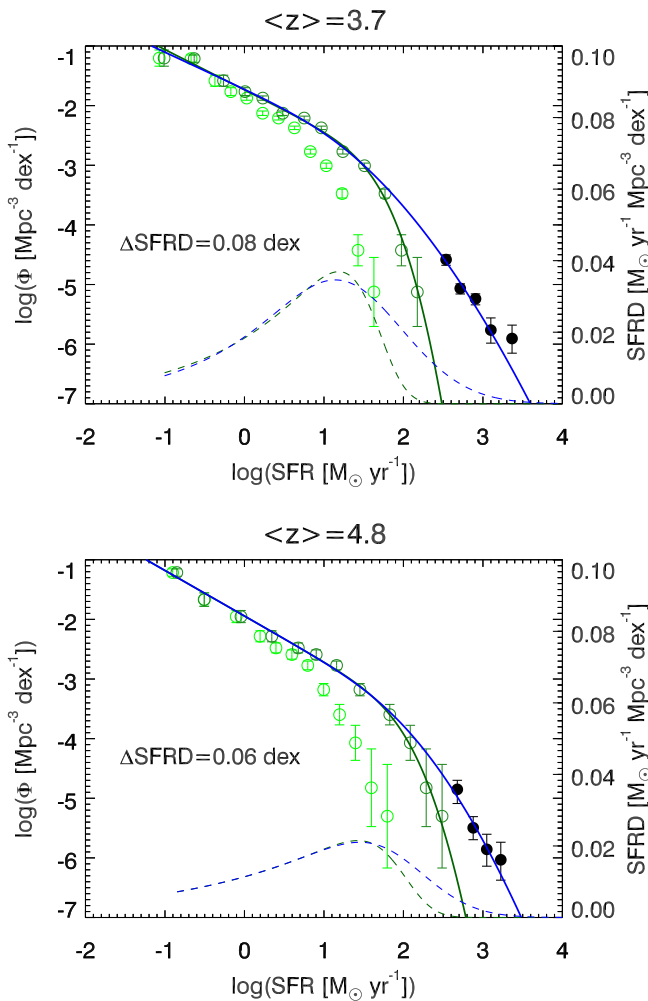 <z>=3.7
-1
-2
-3
-4
-5
-6
-7
log(Φ [Mpc⁻³ dex⁻¹])
ΔSFRD=0.08 dex
0.10
0.08
0.06
0.04
0.02
0.00
SFRD [M☉ yr⁻¹ Mpc⁻³ dex⁻¹]
-2 -1 0 1 2 3 4
log(SFR [M☉ yr⁻¹])
<z>=4.8
-1
-2
-3
-4
-5
-6
-7
log(Φ [Mpc⁻³ dex⁻¹])
ΔSFRD=0.06 dex
0.10
0.08
0.06
0.04
0.02
0.00
SFRD [M☉ yr⁻¹ Mpc⁻³ dex⁻¹]
-2 -1 0 1 2 3 4
log(SFR [M☉ yr⁻¹])